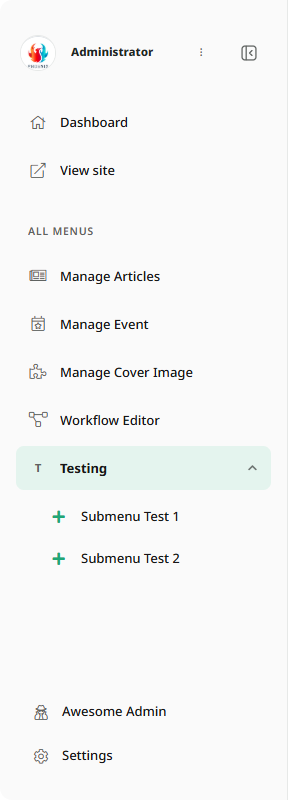 Administrator
Dashboard
View site
ALL MENUS
Manage Articles
Manage Event
Manage Cover Image
Workflow Editor
T Testing
Submenu Test 1
Submenu Test 2
Awesome Admin
Settings